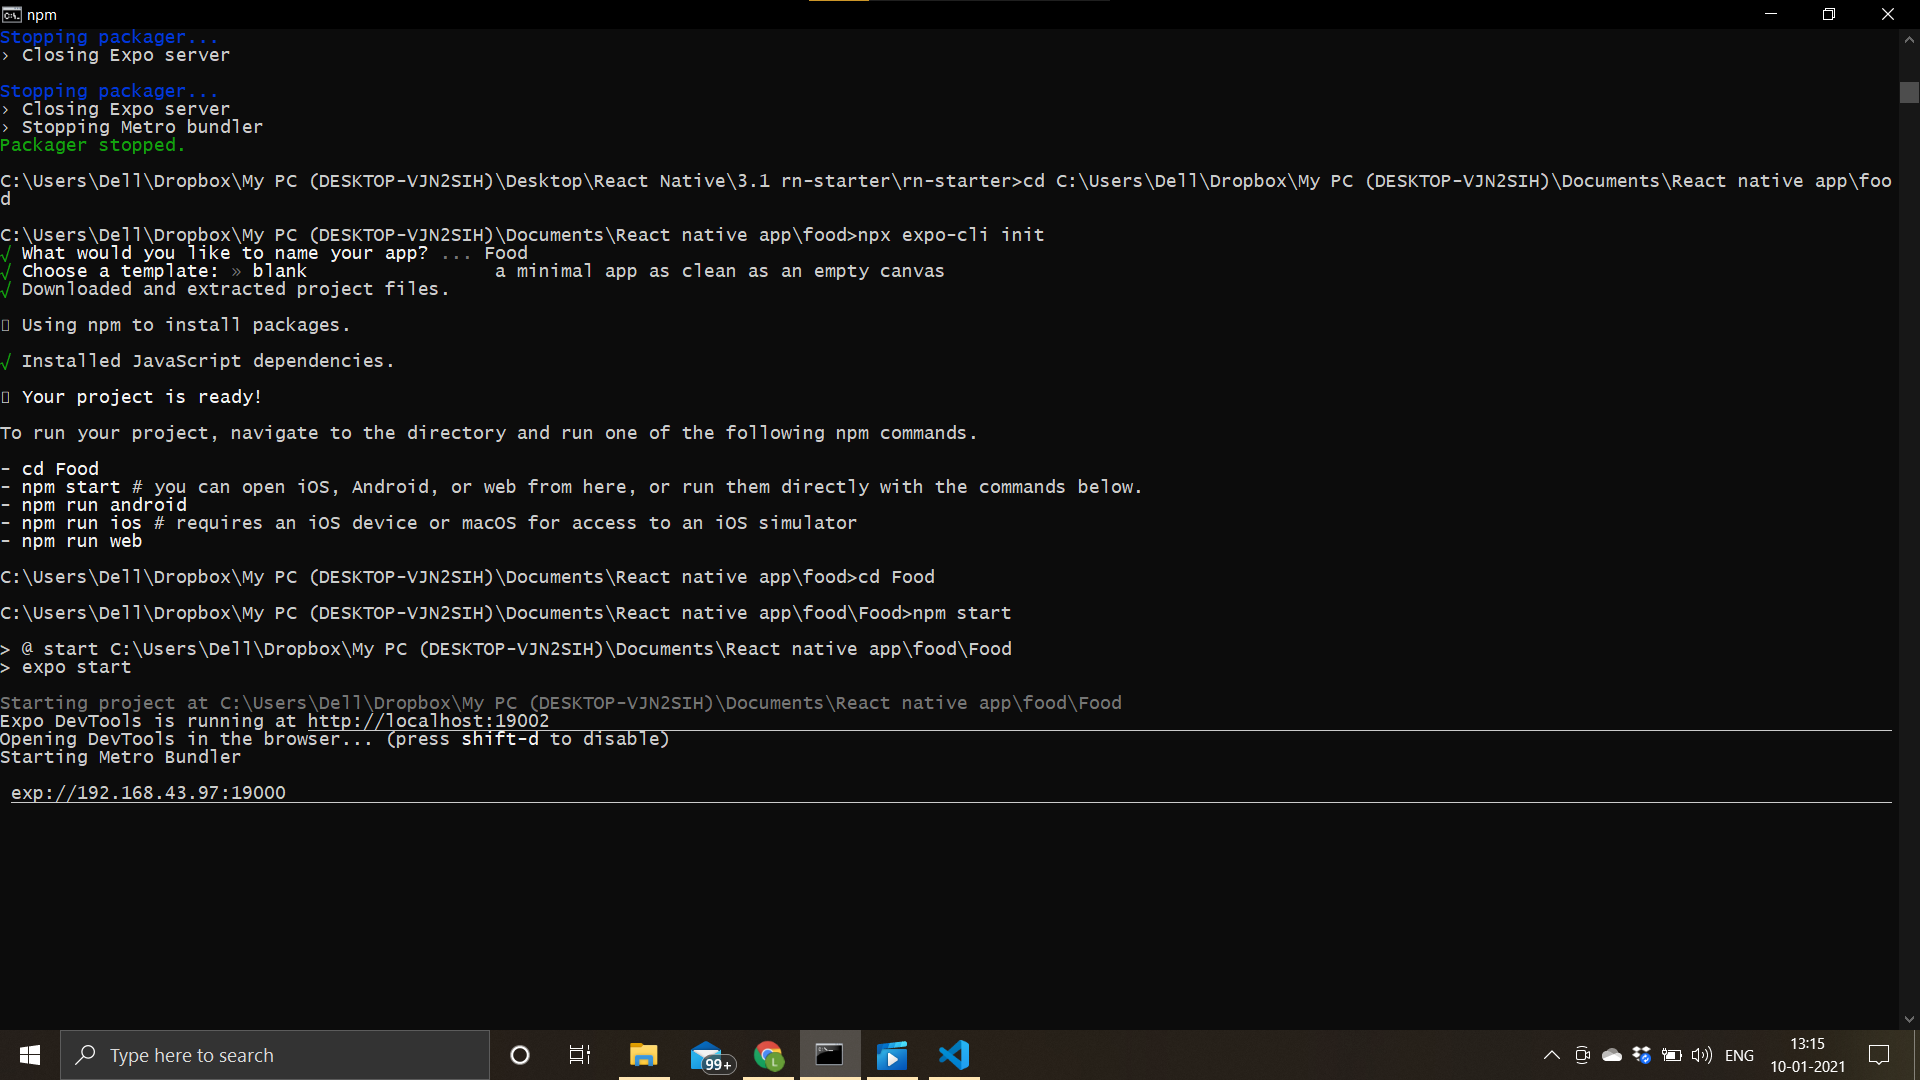 npm
Stopping packager...
› Closing Expo server
Stopping packager...
› Closing Expo server
› Stopping Metro bundler
Packager stopped.
C:\Users\Dell\Dropbox\My PC (DESKTOP-VJN2SIH)\Desktop\React Native\3.1 rn-starter\rn-starter>cd C:\Users\Dell\Dropbox\My PC (DESKTOP-VJN2SIH)\Documents\React native app\foo
d
C:\Users\Dell\Dropbox\My PC (DESKTOP-VJN2SIH)\Documents\React native app\food>npx expo-cli init
√ What would you like to name your app? ... Food
√ Choose a template: » blank a minimal app as clean as an empty canvas
√ Downloaded and extracted project files.
Using npm to install packages.
√ Installed JavaScript dependencies.
Your project is ready!
To run your project, navigate to the directory and run one of the following npm commands.
- cd Food
- npm start # you can open iOS, Android, or web from here, or run them directly with the commands below.
- npm run android
- npm run ios # requires an iOS device or macOS for access to an iOS simulator
- npm run web
C:\Users\Dell\Dropbox\My PC (DESKTOP-VJN2SIH)\Documents\React native app\food>cd Food
C:\Users\Dell\Dropbox\My PC (DESKTOP-VJN2SIH)\Documents\React native app\food\Food>npm start
> @ start C:\Users\Dell\Dropbox\My PC (DESKTOP-VJN2SIH)\Documents\React native app\food\Food
> expo start
Starting project at C:\Users\Dell\Dropbox\My PC (DESKTOP-VJN2SIH)\Documents\React native app\food\Food
Expo DevTools is running at http://localhost:19002
Opening DevTools in the browser... (press shift-d to disable)
Starting Metro Bundler
exp://192.168.43.97:19000
Type here to search
99+
L
ENG
13:15
10-01-2021